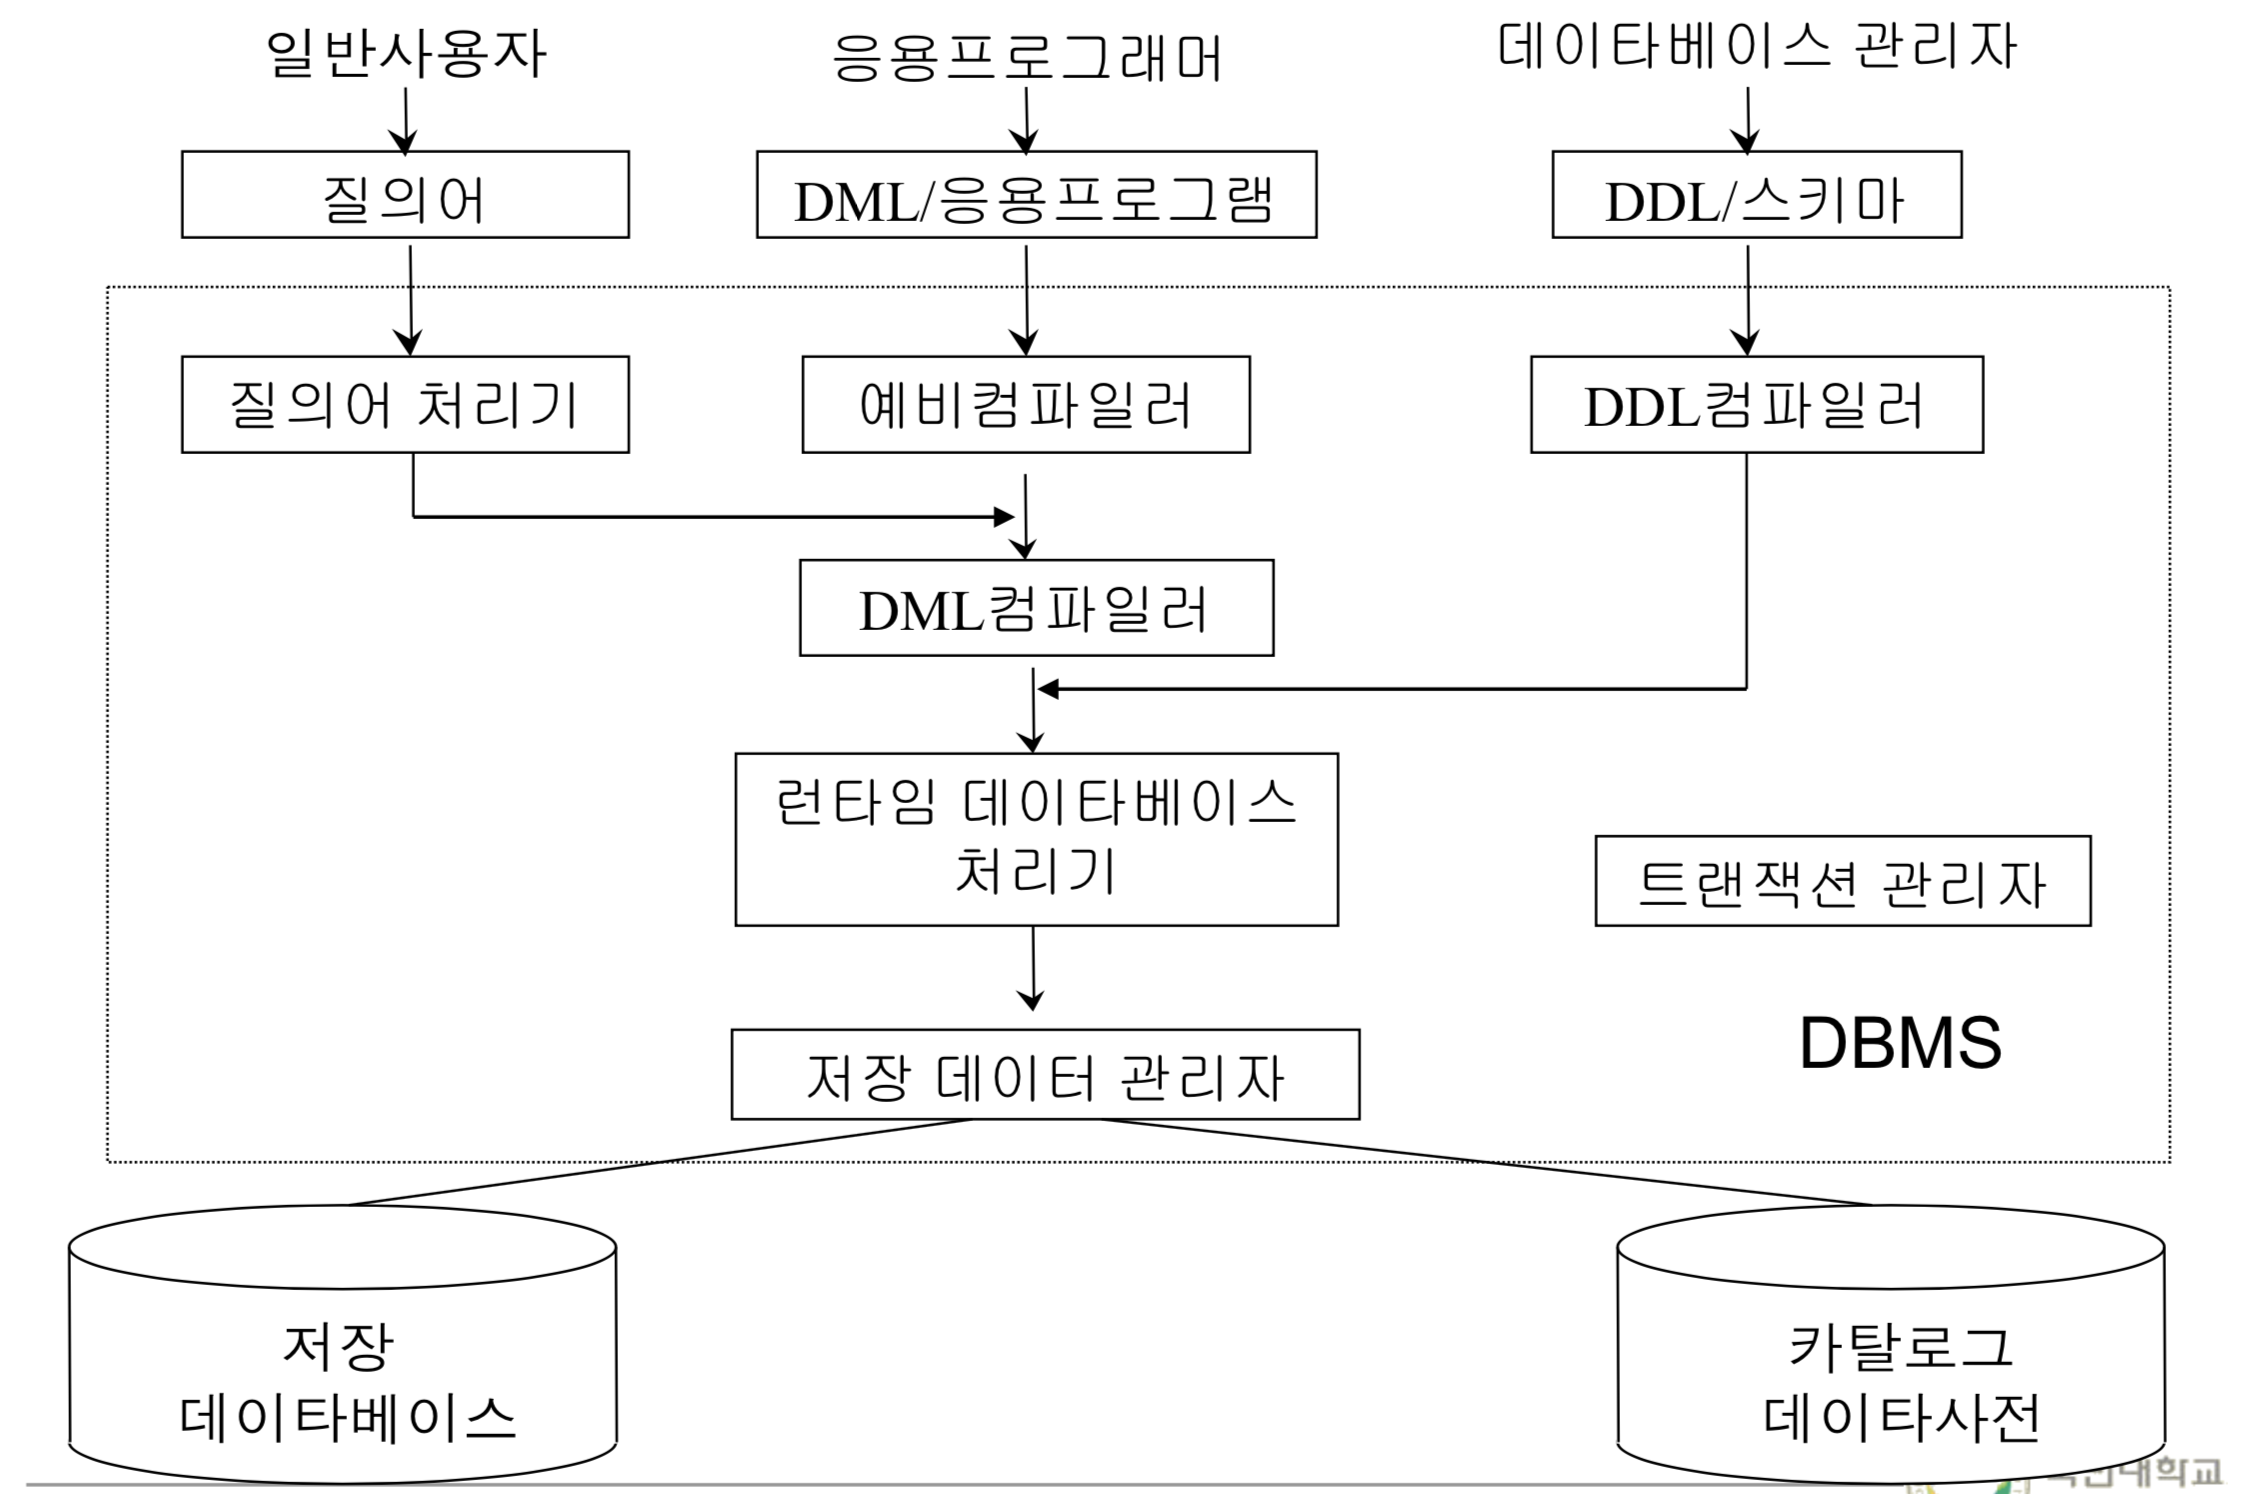 일반사용자
응용프로그래머
데이타베이스 관리자
질의어
DML/응용프로그램
DDL/스키마
질의어 처리기
예비컴파일러
DDL컴파일러
DML컴파일러
런타임 데이타베이스
처리기
트랜잭션 관리자
저장 데이터 관리자
DBMS
저장
데이타베이스
카탈로그
데이타사전
대학교